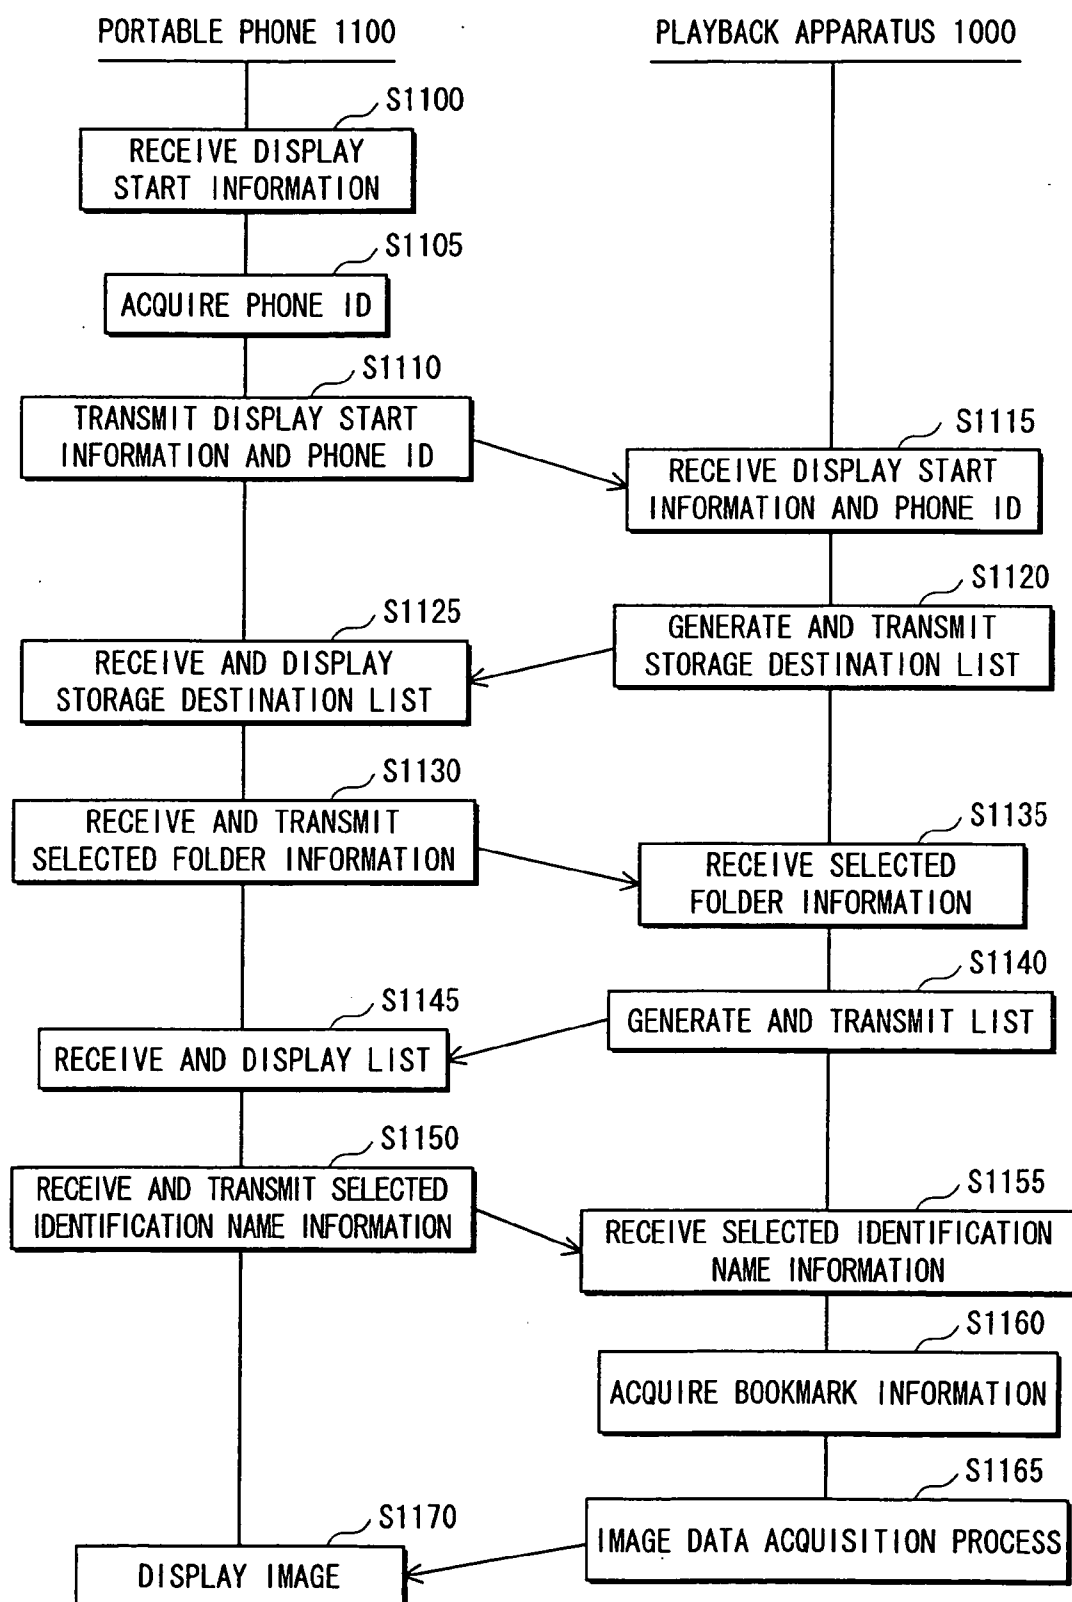 PORTABLE PHONE 1100
PLAYBACK APPARATUS 1000
S1100
RECEIVE DISPLAY
START INFORMATION
S1105
ACQUIRE PHONE ID
S1110
TRANSMIT DISPLAY START
INFORMATION AND PHONE ID
S1115
RECEIVE DISPLAY START
INFORMATION AND PHONE ID
S1120
GENERATE AND TRANSMIT
STORAGE DESTINATION LIST
S1125
RECEIVE AND DISPLAY
STORAGE DESTINATION LIST
S1130
RECEIVE AND TRANSMIT
SELECTED FOLDER INFORMATION
S1135
RECEIVE SELECTED
FOLDER INFORMATION
S1140
GENERATE AND TRANSMIT LIST
S1145
RECEIVE AND DISPLAY LIST
S1150
RECEIVE AND TRANSMIT SELECTED
IDENTIFICATION NAME INFORMATION
S1155
RECEIVE SELECTED IDENTIFICATION
NAME INFORMATION
S1160
ACQUIRE BOOKMARK INFORMATION
S1165
IMAGE DATA ACQUISITION PROCESS
S1170
DISPLAY IMAGE